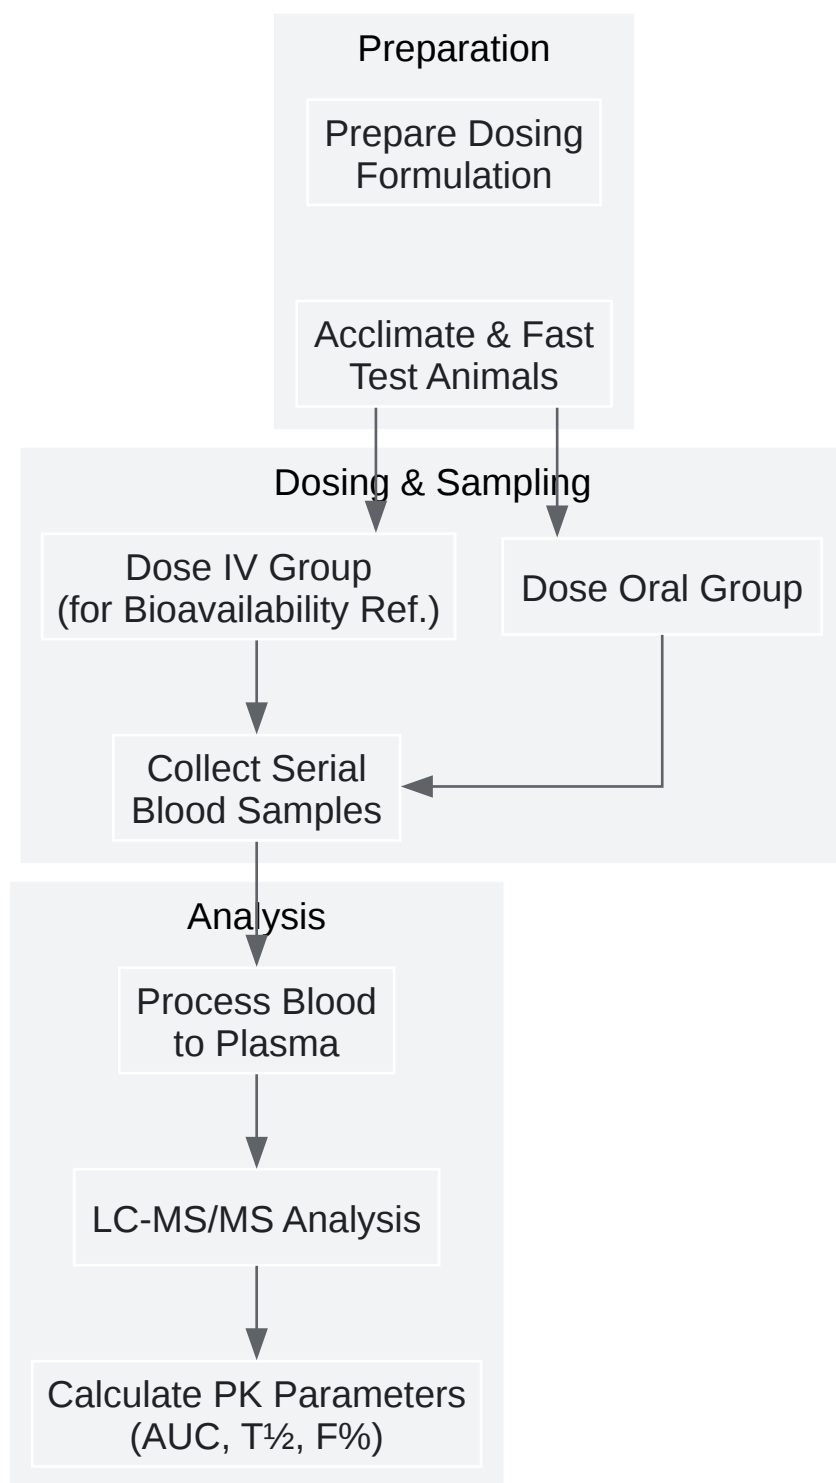 Preparation
Prepare Dosing
Formulation
Acclimate & Fast
Test Animals
Dosing & Sampling
Dose IV Group
(for Bioavailability Ref.)
Dose Oral Group
Collect Serial
Blood Samples
Analysis
Process Blood
to Plasma
LC-MS/MS Analysis
Calculate PK Parameters
(AUC, T½, F%)